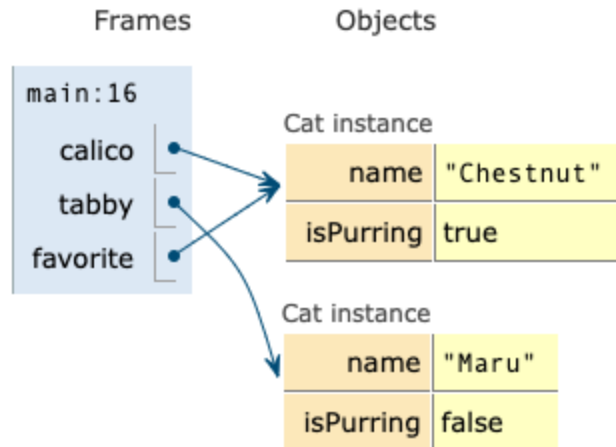 Frames Objects
main:16
calico
tabby
favorite
Cat instance
name "Chestnut"
isPurring true
Cat instance
name "Maru"
isPurring false